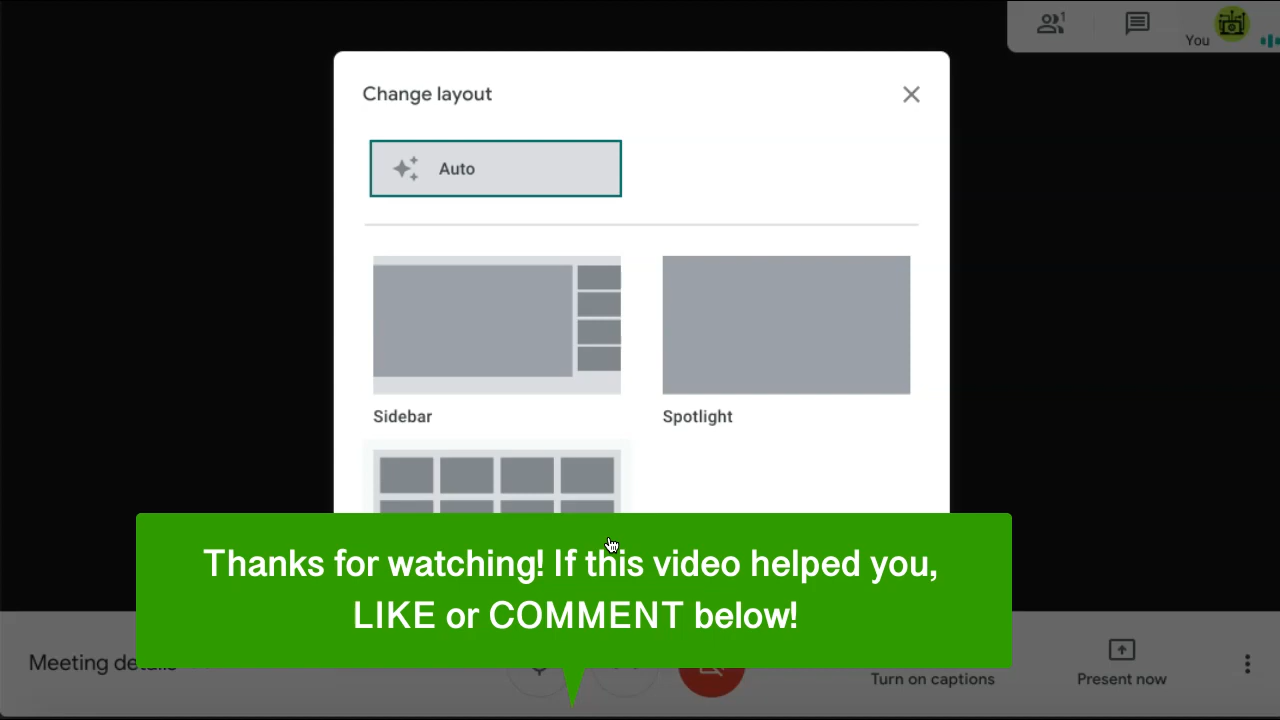 1
You
Change layout
Auto
Sidebar
Spotlight
Thanks for watching! If this video helped you,
LIKE or COMMENT below!
Meeting details
Turn on captions
Present now